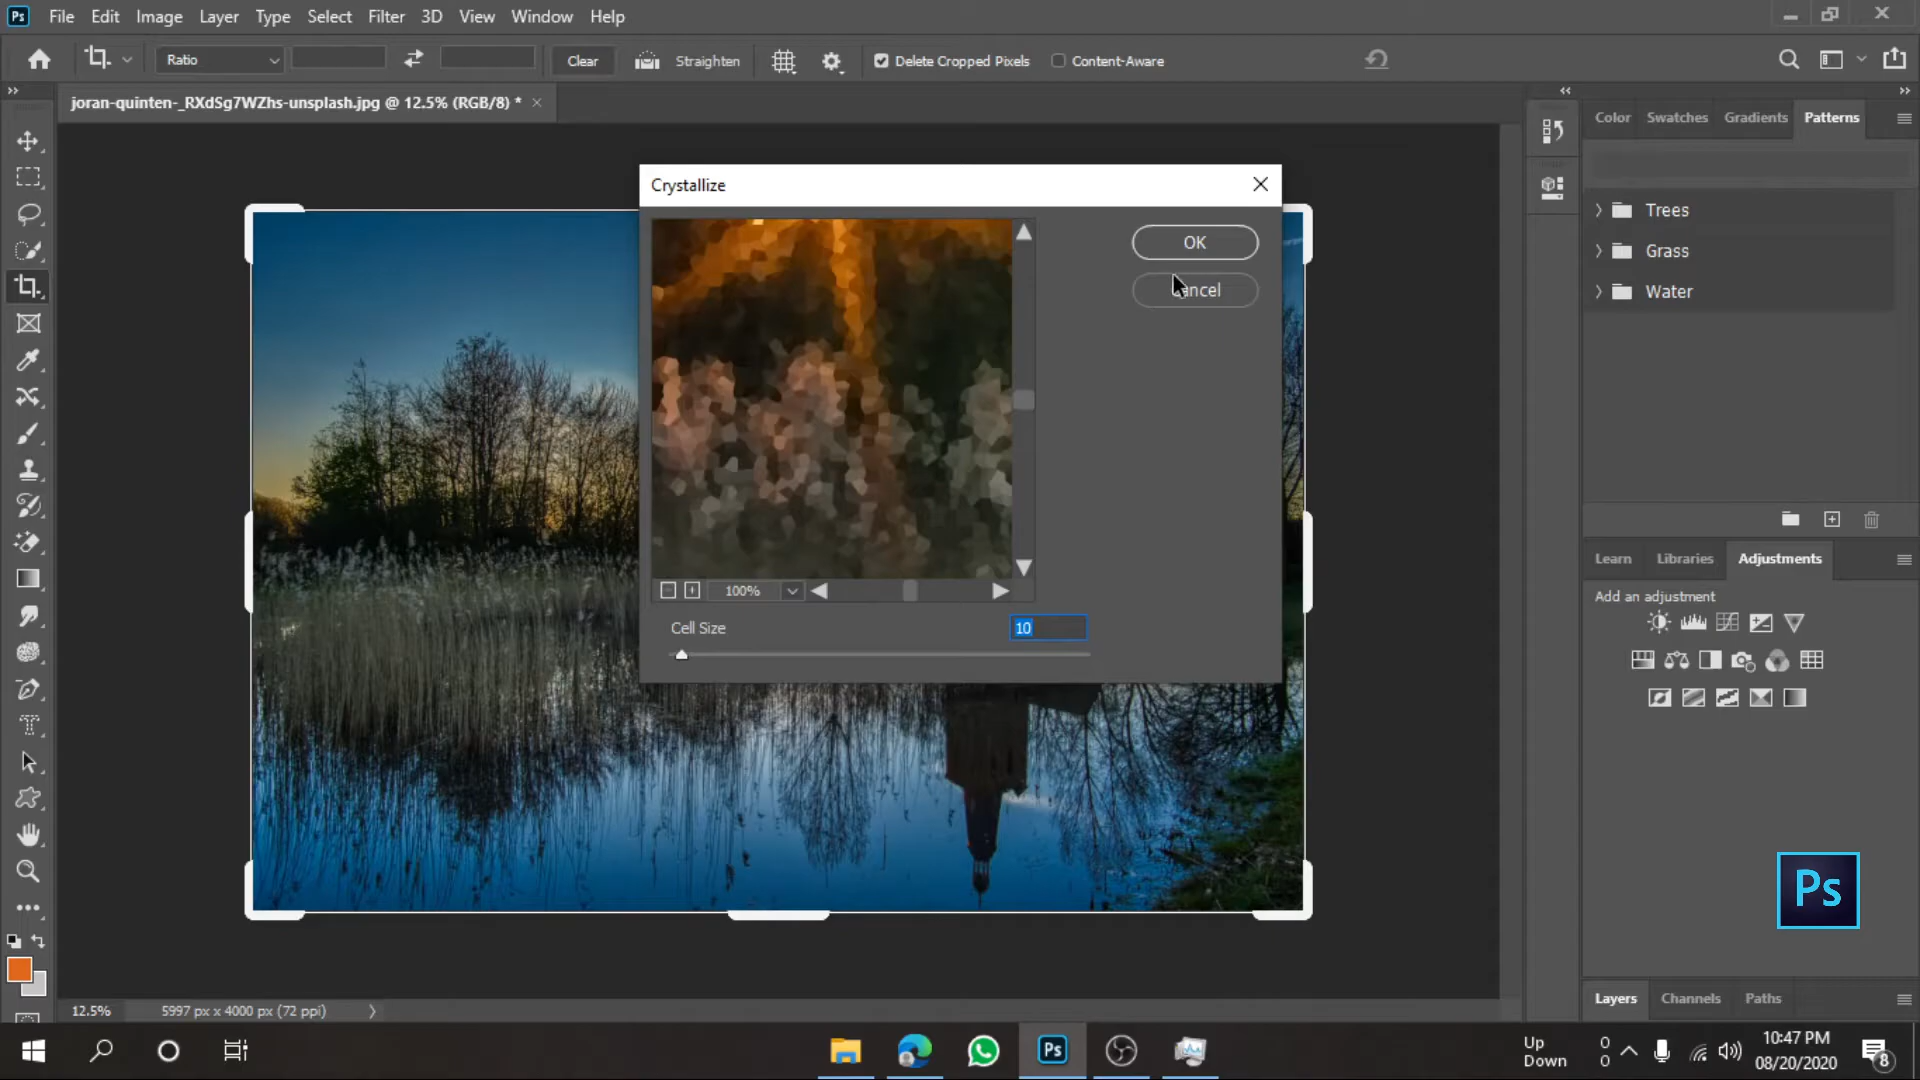 Ps File Edit Image Layer Type Select Filter 3D View Window Help
Ratio Clear Straighten Delete Cropped Pixels Content-Aware
joran-quinten-_RXdSg7WZhs-unsplash.jpg @ 12.5% (RGB/8) *
Color Swatches Gradients Patterns
Crystallize
Trees
OK
Grass
Cancel
Water
100%
Learn Libraries Adjustments
Add an adjustment
Cell Size 10
Ps
Layers Channels Paths
12.5% 5997 px x 4000 px (72 ppi)
Ps
Up 0
Down 0
10:47 PM
08/20/2020
8